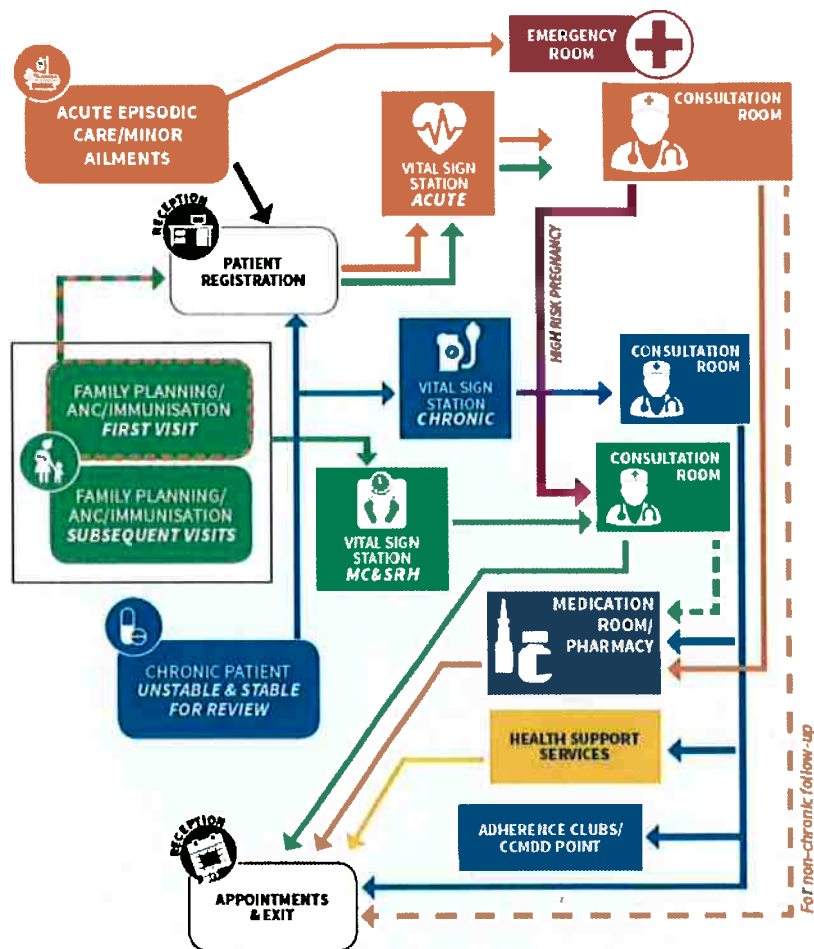 EMERGENCY
ROOM
ACUTE EPISODIC
CARE/MINOR
AILMENTS
CONSULTATION
ROOM
VITAL SIGN
STATION
ACUTE
RECEPTION
PATIENT
REGISTRATION
HIGH RISK PREGNANCY
VITAL SIGN
STATION
CHRONIC
CONSULTATION
ROOM
FAMILY PLANNING/
ANC/IMMUNISATION
FIRST VISIT
FAMILY PLANNING/
ANC/IMMUNISATION
SUBSEQUENT VISITS
CONSULTATION
ROOM
VITAL SIGN
STATION
MC&SRH
MEDICATION
ROOM/
PHARMACY
CHRONIC PATIENT
UNSTABLE & STABLE
FOR REVIEW
HEALTH SUPPORT
SERVICES
ADHERENCE CLUBS/
CCMDD POINT
For non-chronic follow-up
RECEPTION
APPOINTMENTS
& EXIT